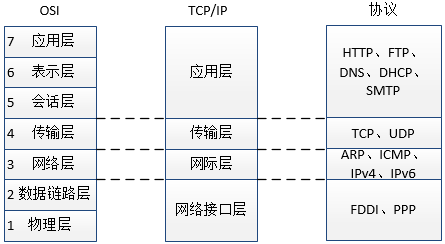 OSI TCP/IP 协议
7 应用层
6 表示层
5 会话层
4 传输层
3 网络层
2 数据链路层
1 物理层
应用层
传输层
网际层
网络接口层
HTTP、FTP、
DNS、DHCP、
SMTP
TCP、UDP
ARP、ICMP、
IPv4、IPv6
FDDI、PPP